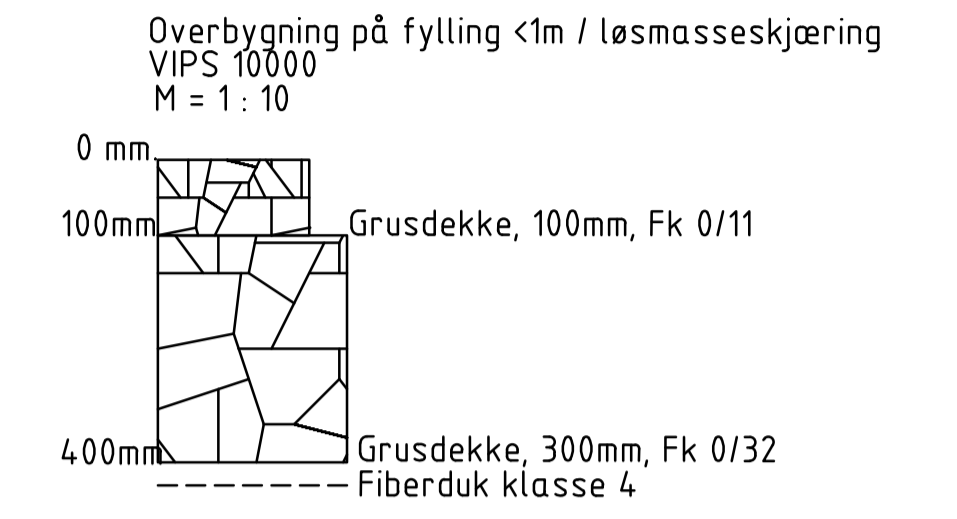 Overbygning på fylling <1m / løsmasseskjæring
VIPS 10000
M = 1 : 10
0 mm
100mm
Grusdekke, 100mm, Fk 0/11
400mm
Grusdekke, 300mm, Fk 0/32
Fiberduk klasse 4